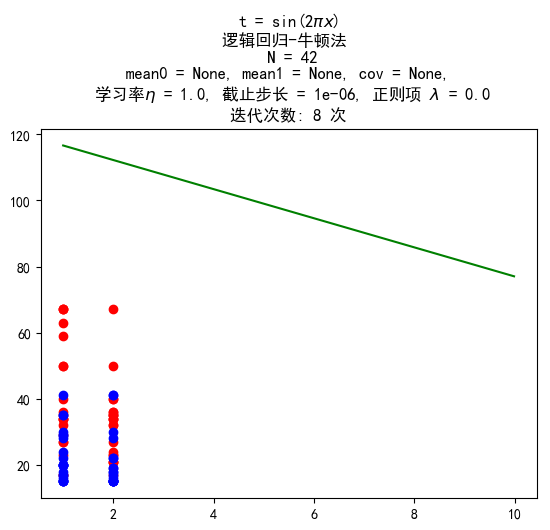 t = sin(2πx)
逻辑回归-牛顿法
N = 42
mean0 = None, mean1 = None, cov = None,
学习率η = 1.0, 截止步长 = 1e-06, 正则项 λ = 0.0
迭代次数: 8 次
120
100
80
60
40
20
2 4 6 8 10